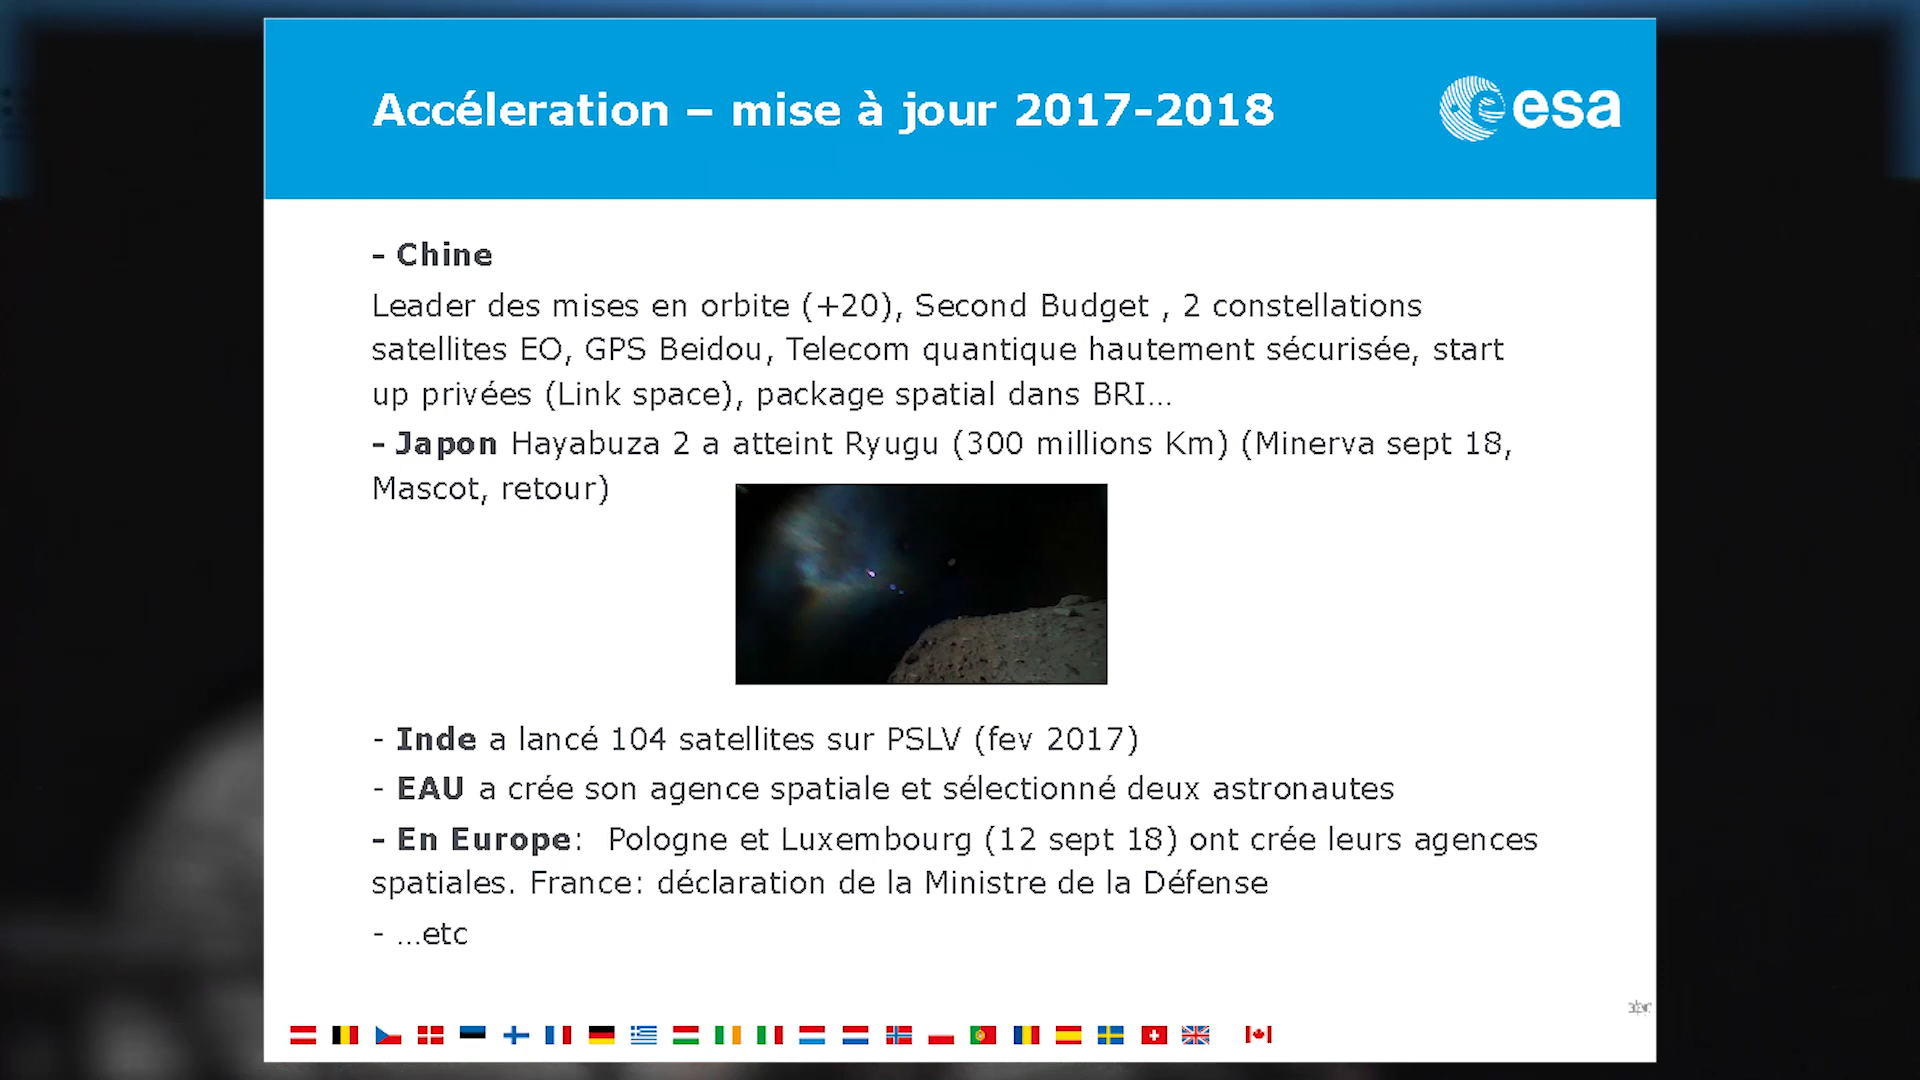 Accéleration – mise à jour 2017-2018
esa
- Chine
Leader des mises en orbite (+20), Second Budget , 2 constellations
satellites EO, GPS Beidou, Telecom quantique hautement sécurisée, start
up privées (Link space), package spatial dans BRI...
- Japon Hayabuza 2 a atteint Ryugu (300 millions Km) (Minerva sept 18,
Mascot, retour)
- Inde a lancé 104 satellites sur PSLV (fev 2017)
- EAU a crée son agence spatiale et sélectionné deux astronautes
- En Europe:  Pologne et Luxembourg (12 sept 18) ont crée leurs agences
spatiales. France: déclaration de la Ministre de la Défense
- ...etc